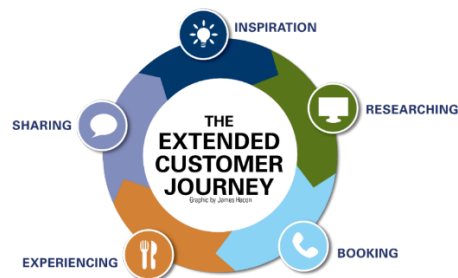 INSPIRATION
RESEARCHING
BOOKING
EXPERIENCING
SHARING
THE
EXTENDED
CUSTOMER
JOURNEY
Graphic by James Hacon